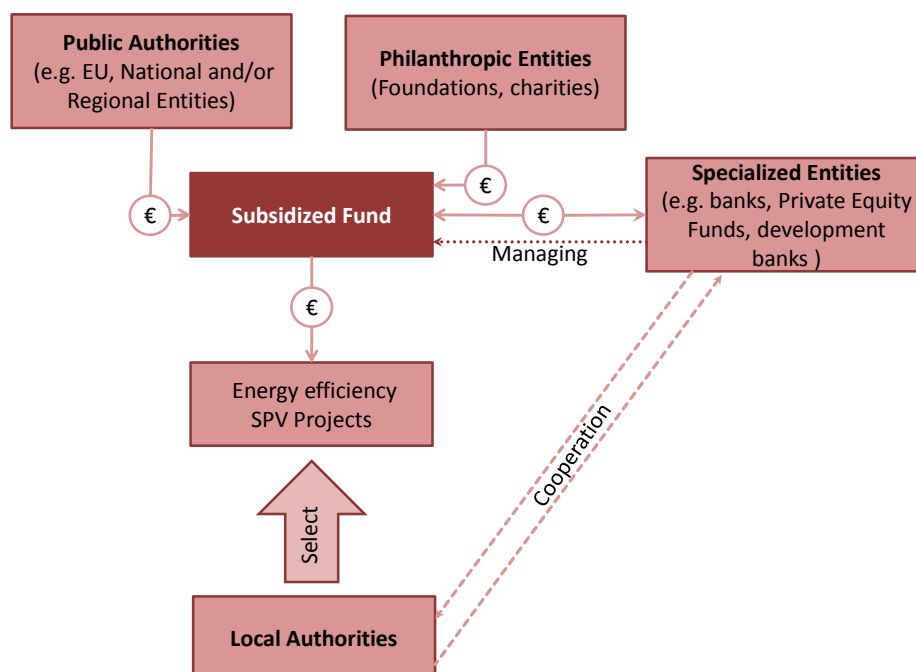 Public Authorities
(e.g. EU, National and/or
Regional Entities)
Philanthropic Entities
(Foundations, charities)
€
€
Subsidized Fund
€
Specialized Entities
(e.g. banks, Private Equity
Funds, development
banks )
Managing
€
Energy efficiency
SPV Projects
Cooperation
Select
Local Authorities